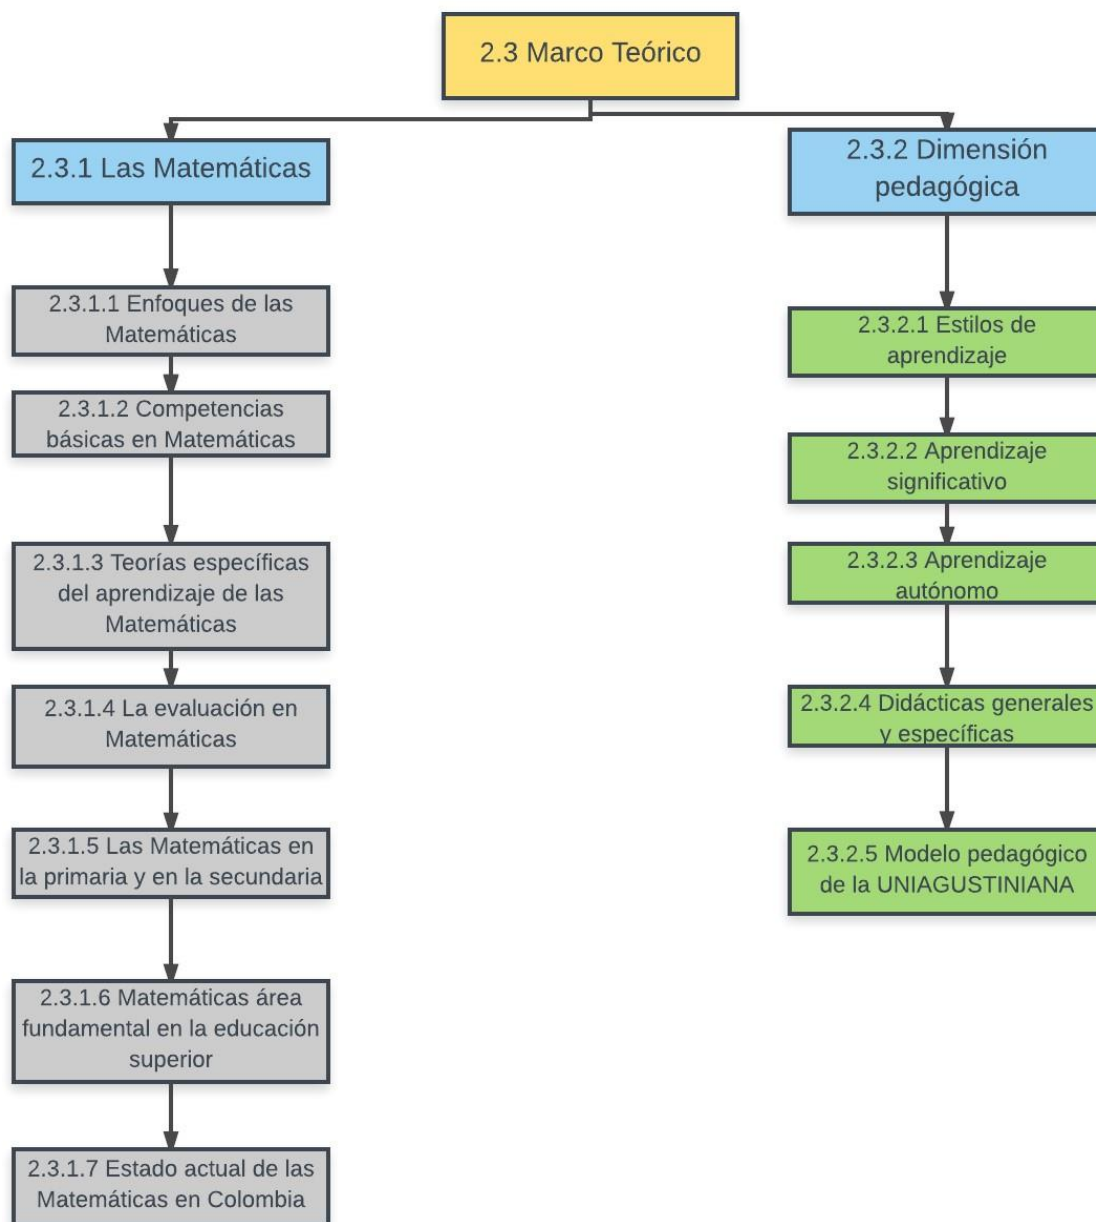 2.3 Marco Teórico
2.3.1 Las Matemáticas
2.3.1.1 Enfoques de las
Matemáticas
2.3.1.2 Competencias
básicas en Matemáticas
2.3.1.3 Teorías específicas
del aprendizaje de las
Matemáticas
2.3.1.4 La evaluación en
Matemáticas
2.3.1.5 Las Matemáticas en
la primaria y en la secundaria
2.3.1.6 Matemáticas área
fundamental en la educación
superior
2.3.1.7 Estado actual de las
Matemáticas en Colombia
2.3.2 Dimensión
pedagógica
2.3.2.1 Estilos de
aprendizaje
2.3.2.2 Aprendizaje
significativo
2.3.2.3 Aprendizaje
autónomo
2.3.2.4 Didácticas generales
y específicas
2.3.2.5 Modelo pedagógico
de la UNIAGUSTINIANA